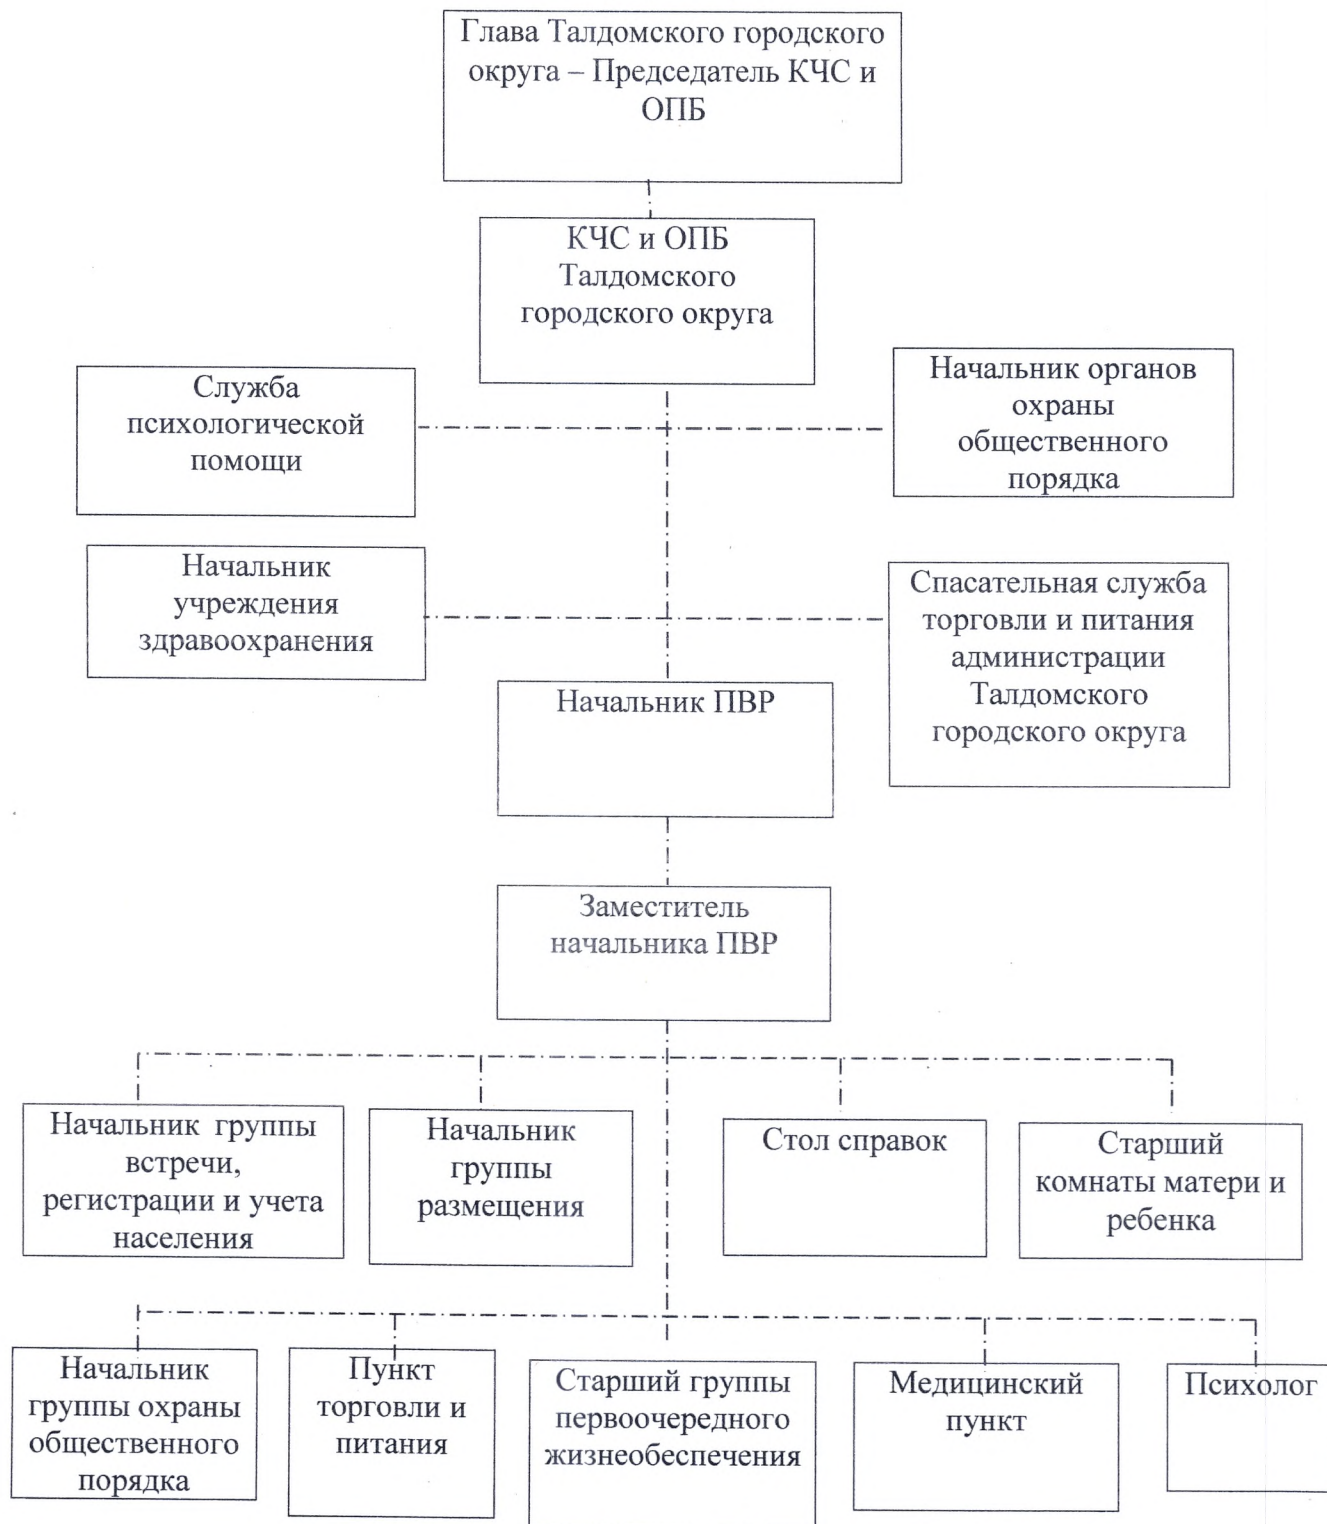 Глава Талдомского городского
округа – Председатель КЧС и
ОПБ
КЧС и ОПБ
Талдомского
городского округа
Служба
психологической
помощи
Начальник органов
охраны
общественного
порядка
Начальник
учреждения
здравоохранения
Спасательная служба
торговли и питания
администрации
Талдомского
городского округа
Начальник ПВР
Заместитель
начальника ПВР
Начальник группы
встречи,
регистрации и учета
населения
Начальник
группы
размещения
Стол справок
Старший
комнаты матери и
ребенка
Начальник
группы охраны
общественного
порядка
Пункт
торговли и
питания
Старший группы
первоочередного
жизнеобеспечения
Медицинский
пункт
Психолог